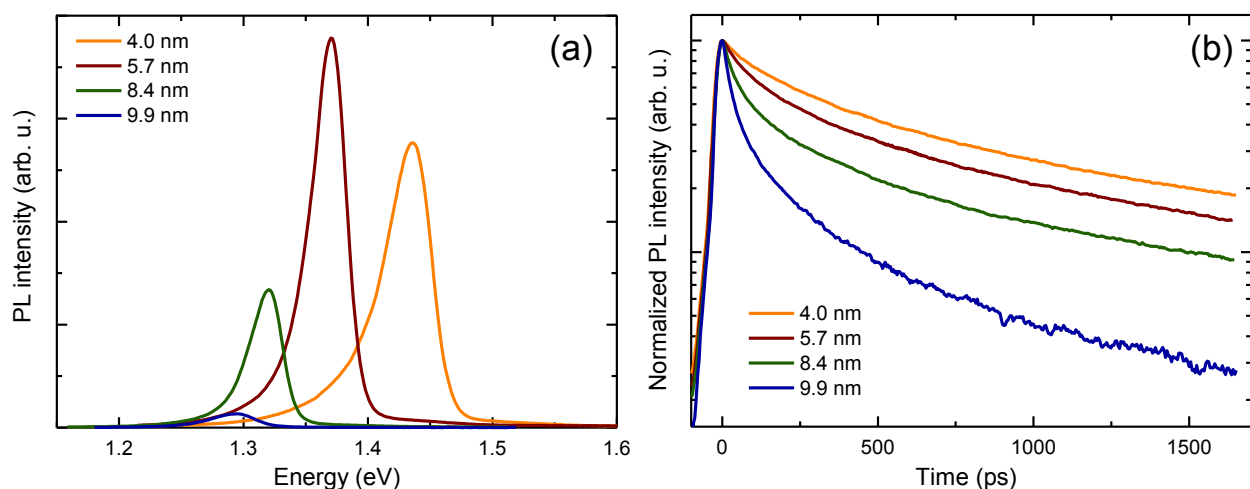 (a)
4.0 nm
5.7 nm
8.4 nm
9.9 nm
PL intensity (arb. u.)
1.2 1.3 1.4 1.5 1.6
Energy (eV)
(b)
Normalized PL intensity (arb. u.)
4.0 nm
5.7 nm
8.4 nm
9.9 nm
0 500 1000 1500
Time (ps)